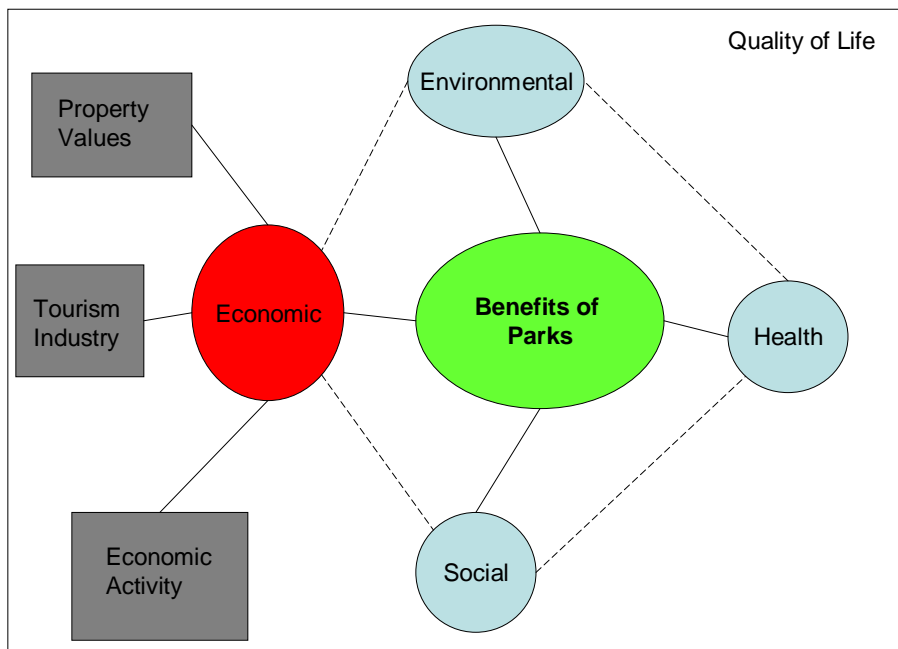 Quality of Life
Environmental
Property
Values
Tourism
Industry
Economic
Benefits of
Parks
Health
Economic
Activity
Social